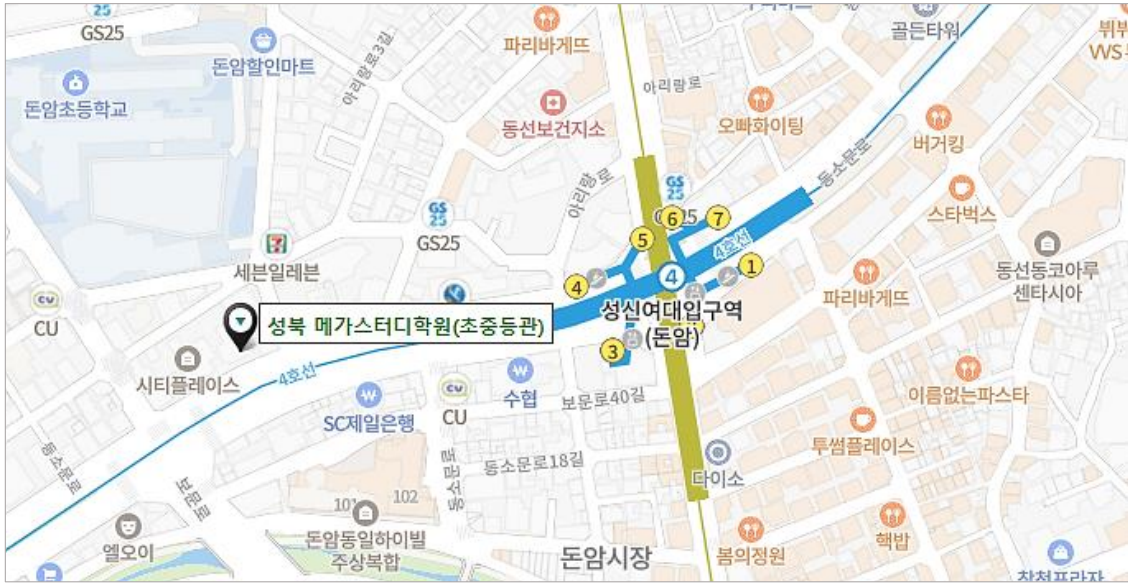 25
GS25
돈암할인마트
돈암초등학교
아리랑로3길
파리바게뜨
동선보건지소
아리랑로
오빠화이팅
골든타워
VVS
버거킹
동소문로
스타벅스
동선동코아루
센타시아
파리바게뜨
GS
25
GS25
아리랑로
GS
25
6
7
5
4
1
4호선
4
성신여대입구역
(돈암)
3
7
세븐일레븐
CU
CU
성북 메가스터디학원(초중등관)
시티플레이스
4호선
SC제일은행
CU
CU
수협
보문로40길
동소문로18길
이름없는파스타
투썸플레이스
다이소
동소문로
보문로
101
102
돈암동일하이빌
주상복합
엘오이
돈암시장
봄의정원
핵밥